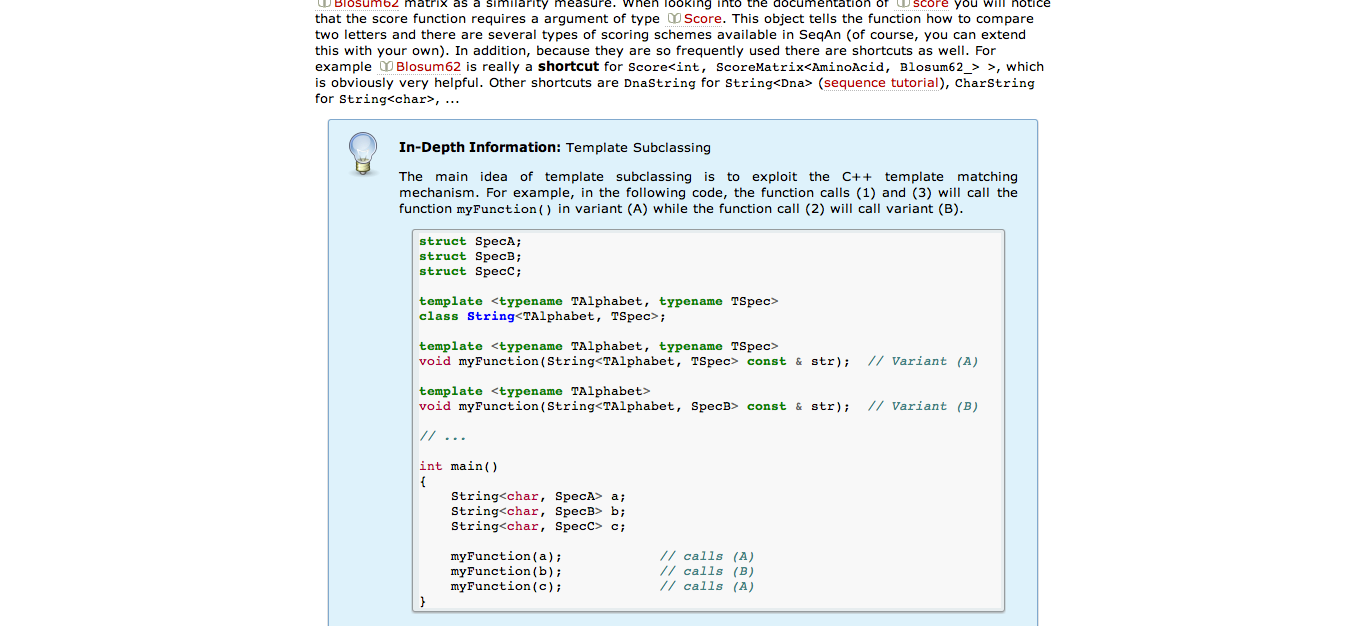 Blosum62 matrix as a similarity measure. When looking into the documentation of score you will notice
that the score function requires a argument of type Score. This object tells the function how to compare
two letters and there are several types of scoring schemes available in SeqAn (of course, you can extend
this with your own). In addition, because they are so frequently used there are shortcuts as well. For
example Blosum62 is really a shortcut for Score<int, ScoreMatrix<AminoAcid, Blosum62_> >, which
is obviously very helpful. Other shortcuts are DnaString for String<Dna> (sequence tutorial), CharString
for String<char>, ...
In-Depth Information: Template Subclassing
The main idea of template subclassing is to exploit the C++ template matching
mechanism. For example, in the following code, the function calls (1) and (3) will call the
function myFunction() in variant (A) while the function call (2) will call variant (B).
struct SpecA;
struct SpecB;
struct SpecC;
template <typename TAlphabet, typename TSpec>
class String<TAlphabet, TSpec>;
template <typename TAlphabet, typename TSpec>
void myFunction(String<TAlphabet, TSpec> const & str);  // Variant (A)
template <typename TAlphabet>
void myFunction(String<TAlphabet, SpecB> const & str);  // Variant (B)
// ...
int main()
{
    String<char, SpecA> a;
    String<char, SpecB> b;
    String<char, SpecC> c;
    myFunction(a);            // calls (A)
    myFunction(b);            // calls (B)
    myFunction(c);            // calls (A)
}